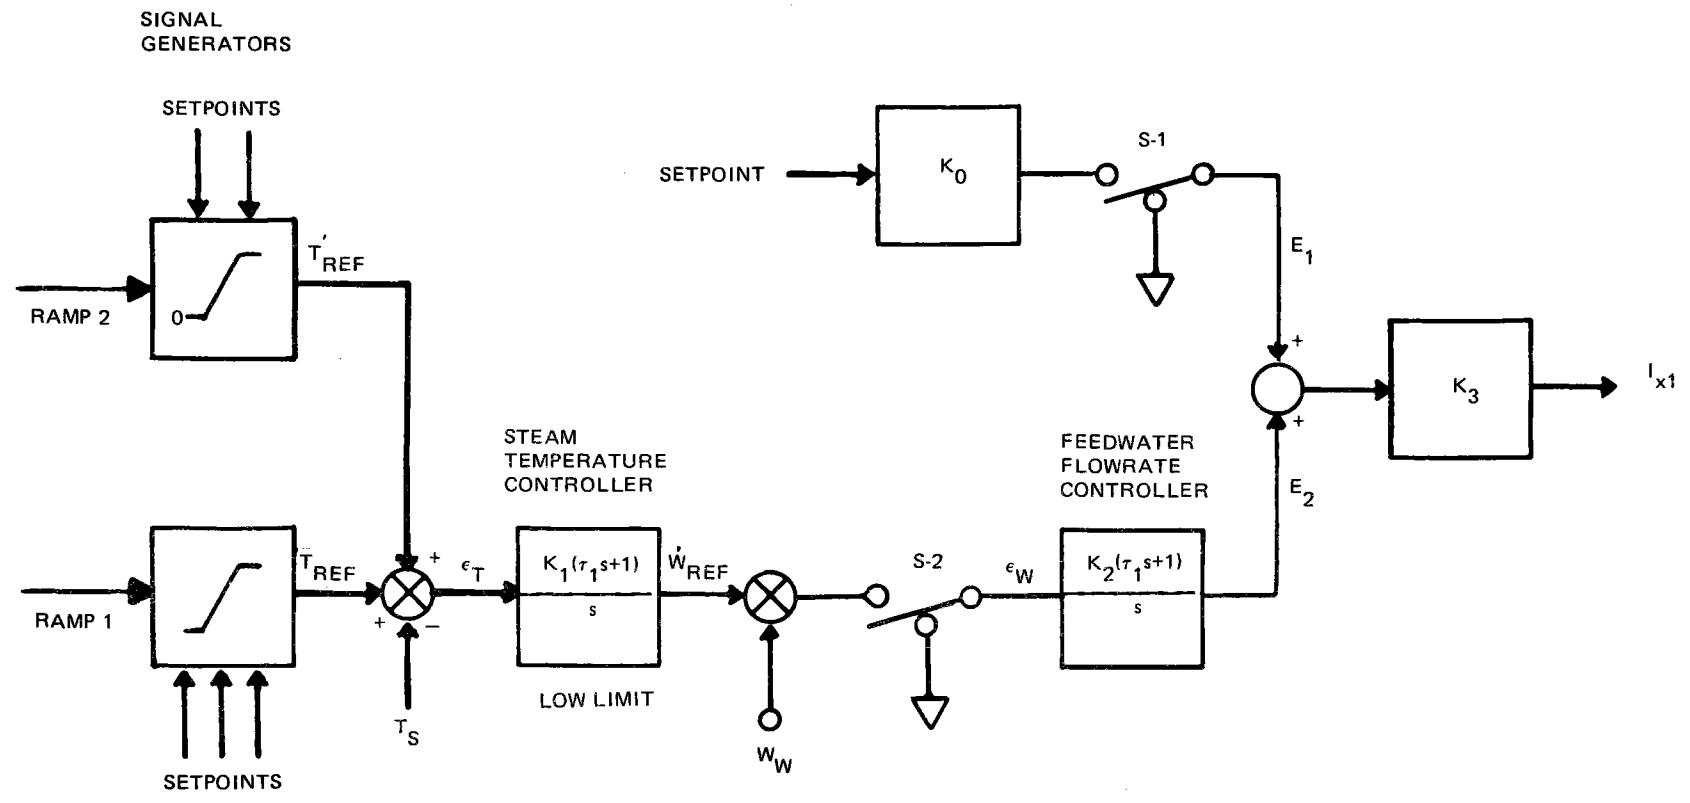 SIGNAL
GENERATORS
SETPOINTS
T'REF
0
RAMP 2
SETPOINT
K0
S-1
E1
+
+
K3
Ix1
STEAM
TEMPERATURE
CONTROLLER
FEEDWATER
FLOWRATE
CONTROLLER
E2
TREF
RAMP 1
+
+
−
ϵT
K1(τ1s+1)
s
ẆREF
S-2
ϵW
K2(τ1s+1)
s
LOW LIMIT
TS
WW
SETPOINTS